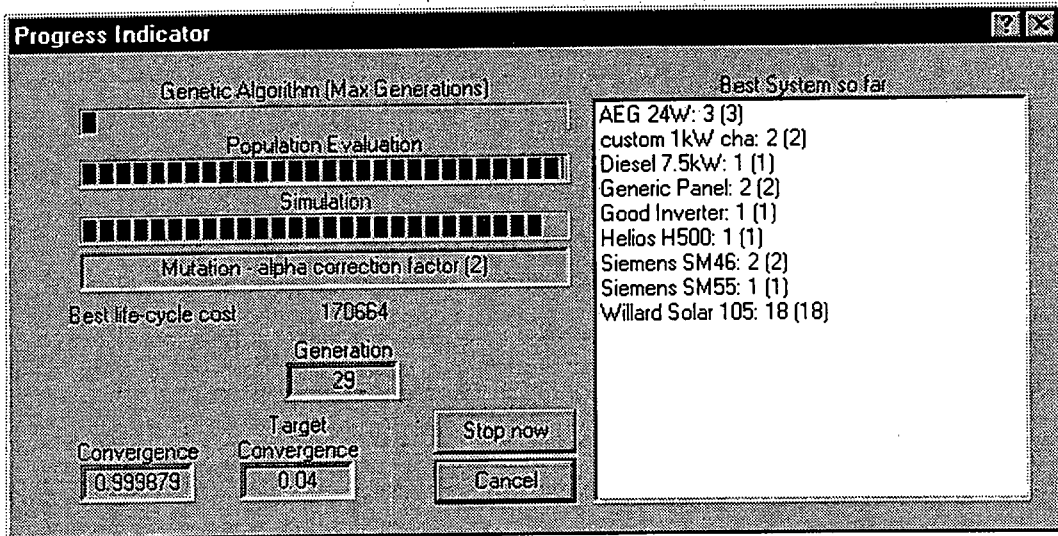 Progress Indicator
Genetic Algorithm (Max Generations)
Population Evaluation
Simulation
Mutation - alpha correction factor (2)
Best life-cycle cost 170664
Generation
29
Target
Convergence
Convergence
0.999879
0.04
Stop now
Cancel
Best System so far
AEG 24W: 3 (3)
custom 1kW cha: 2 (2)
Diesel 7.5kW: 1 (1)
Generic Panel: 2 (2)
Good Inverter: 1 (1)
Helios H500: 1 (1)
Siemens SM46: 2 (2)
Siemens SM55: 1 (1)
Willard Solar 105: 18 (18)